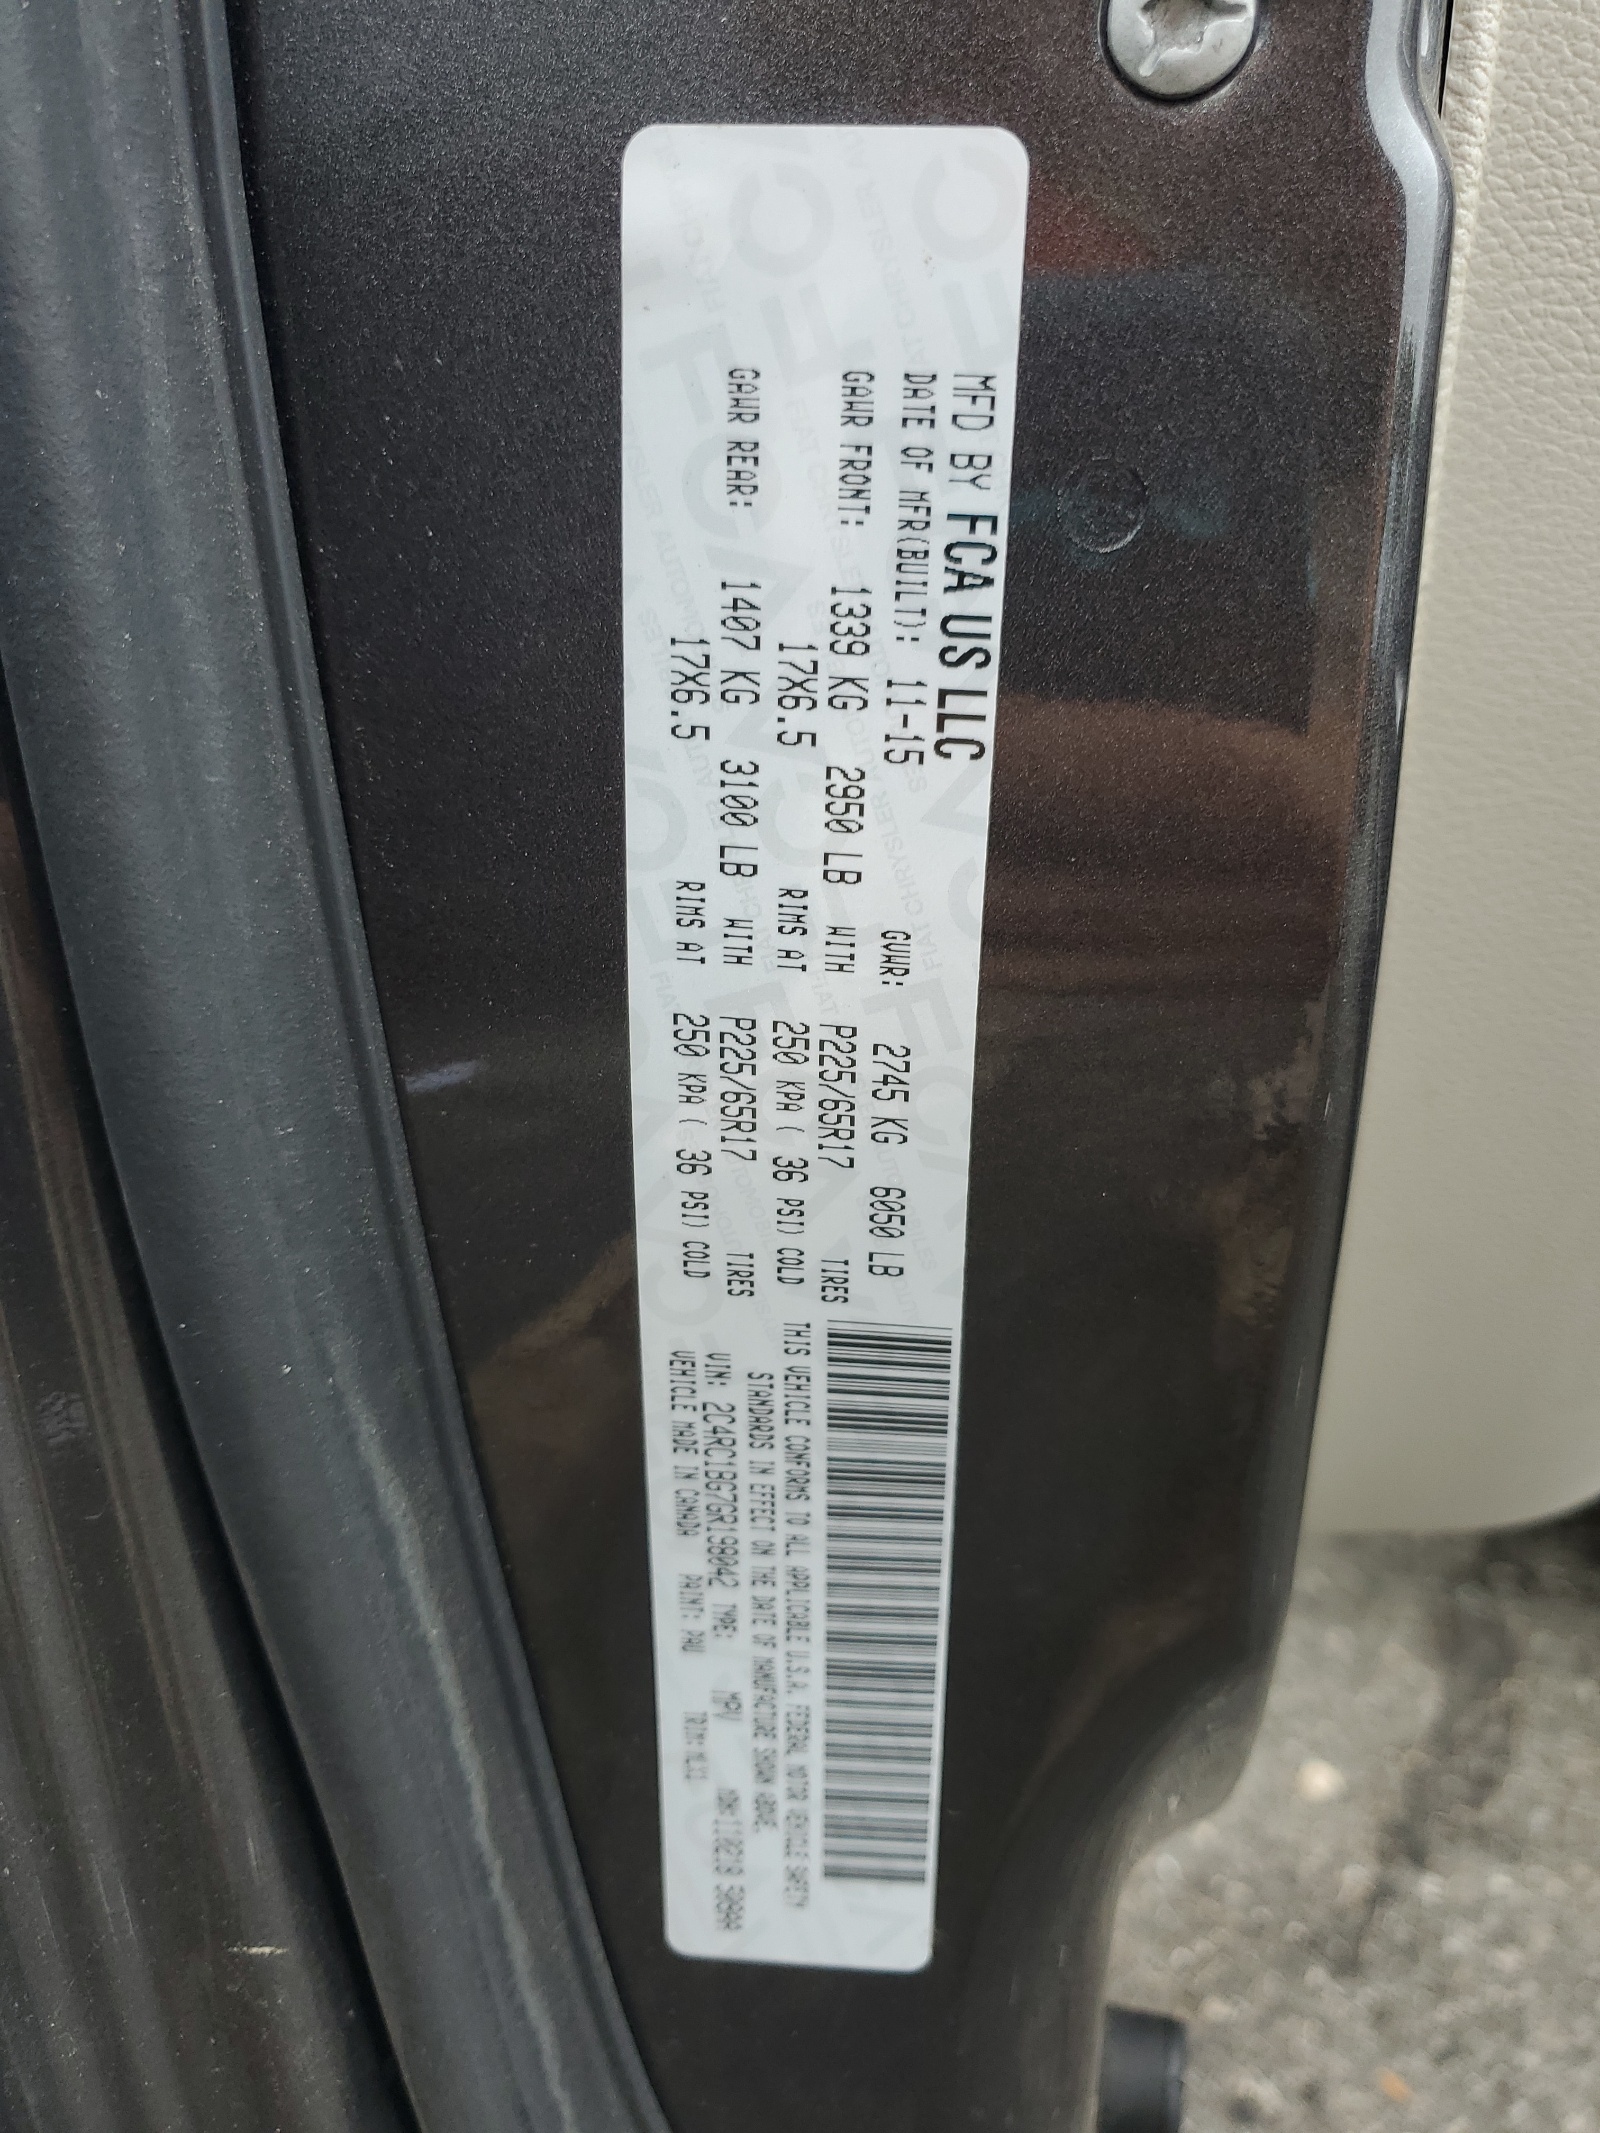 MFD BY FCA US LLC
DATE OF MFR(BUILT): 11-15 GVWR: 2745 KG 6050 LB
GAWR FRONT: 1339 KG 2950 LB WITH P225/65R17 TIRES
17X6.5 RIMS AT 250 KPA ( 36 PSI) COLD
GAWR REAR: 1407 KG 3100 LB WITH P225/65R17 TIRES
17X6.5 RIMS AT 250 KPA ( 36 PSI) COLD
THIS VEHICLE CONFORMS TO ALL APPLICABLE U.S.A. FEDERAL MOTOR VEHICLE SAFETY
STANDARDS IN EFFECT ON THE DATE OF MANUFACTURE SHOWN ABOVE.
VIN: 2C4RC1BG7GR198042 TYPE: MPV
VEHICLE MADE IN CANADA PAINT: PAU TRIM: